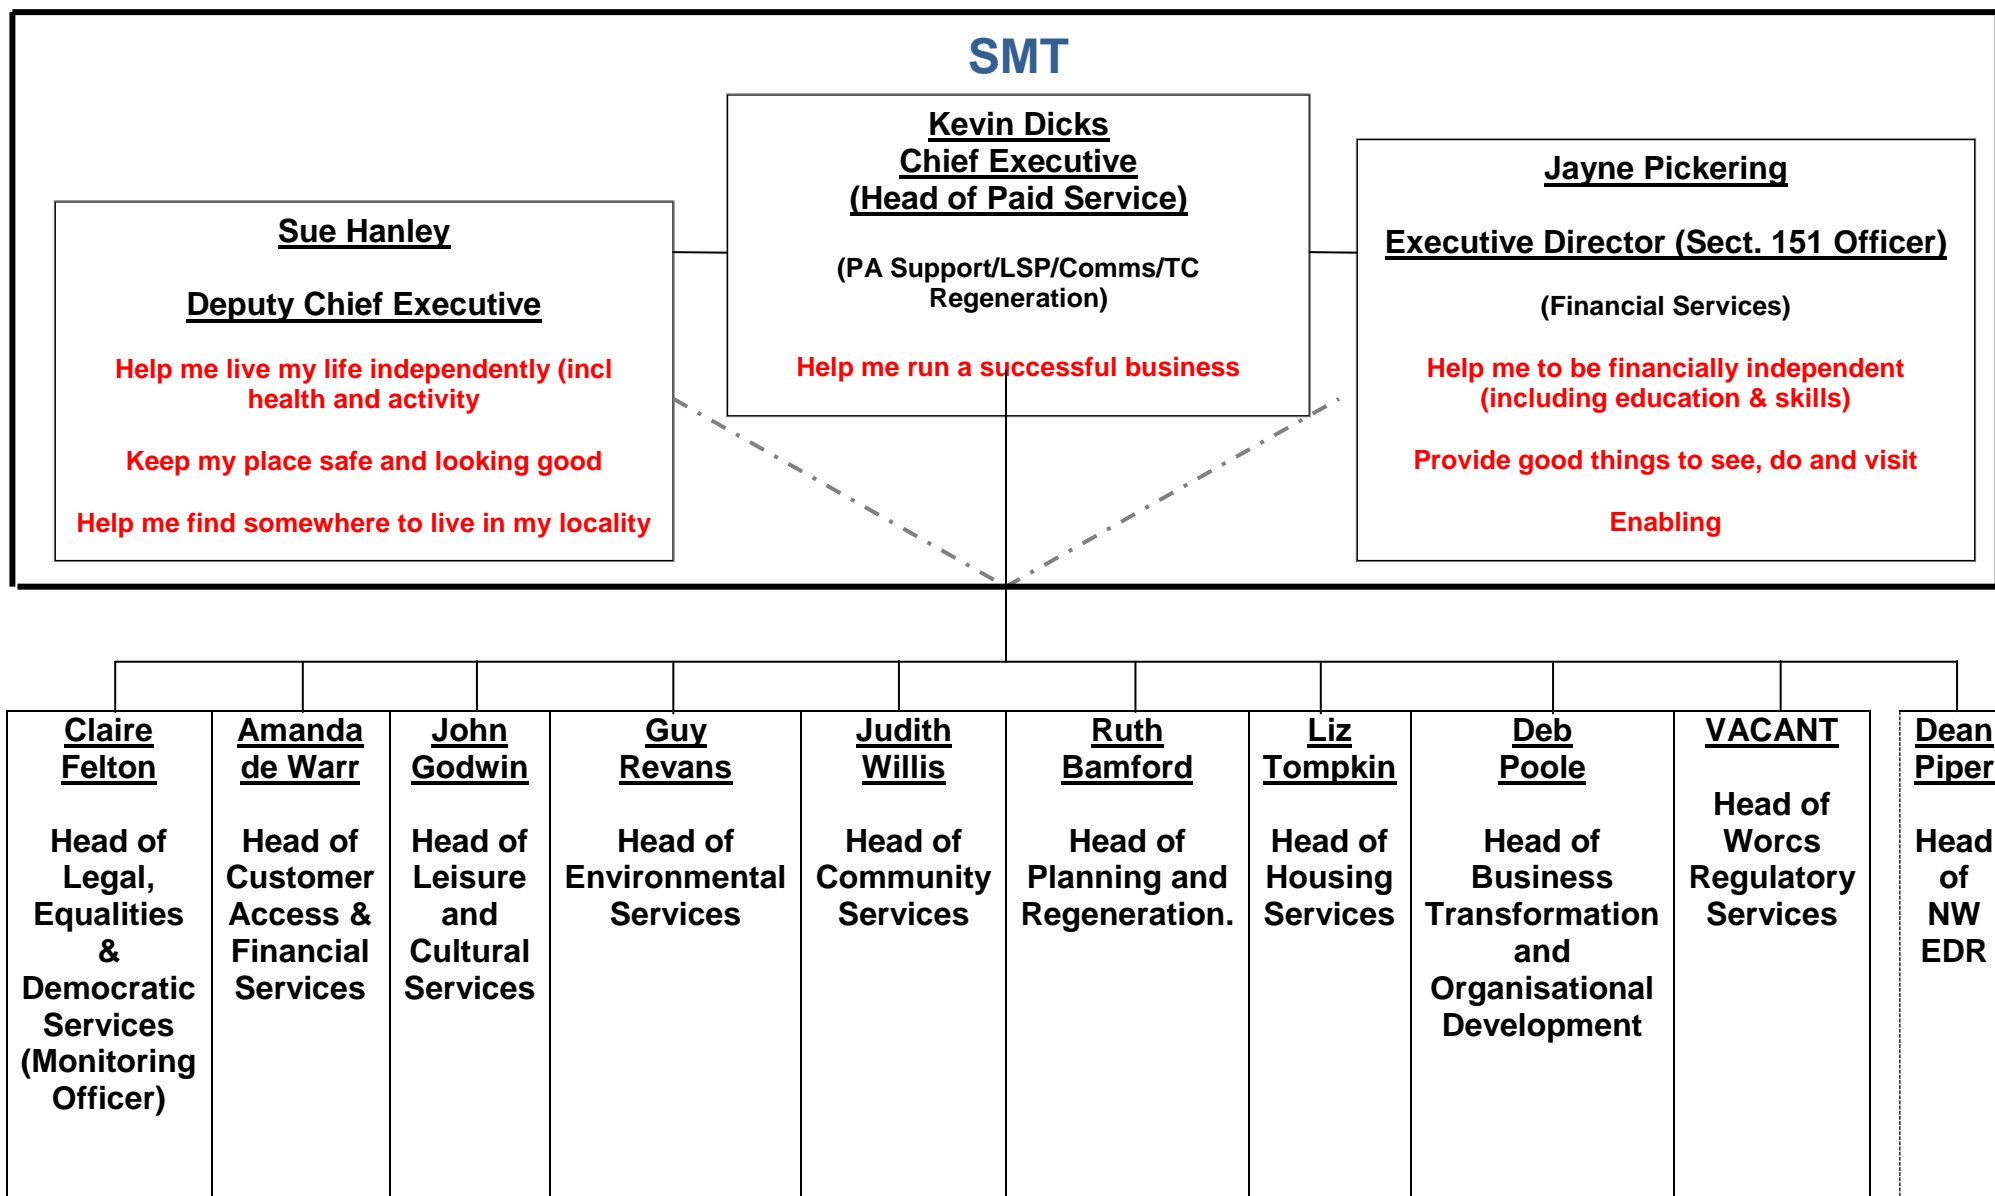 SMT
Kevin Dicks
Chief Executive
(Head of Paid Service)
(PA Support/LSP/Comms/TC
Regeneration)
Help me run a successful business
Sue Hanley
Deputy Chief Executive
Help me live my life independently (incl
health and activity
Keep my place safe and looking good
Help me find somewhere to live in my locality
Jayne Pickering
Executive Director (Sect. 151 Officer)
(Financial Services)
Help me to be financially independent
(including education & skills)
Provide good things to see, do and visit
Enabling
Claire
Felton
Head of
Legal,
Equalities
&
Democratic
Services
(Monitoring
Officer)
Amanda
de Warr
Head of
Customer
Access &
Financial
Services
John
Godwin
Head of
Leisure
and
Cultural
Services
Guy
Revans
Head of
Environmental
Services
Judith
Willis
Head of
Community
Services
Ruth
Bamford
Head of
Planning and
Regeneration.
Liz
Tompkin
Head of
Housing
Services
Deb
Poole
Head of
Business
Transformation
and
Organisational
Development
VACANT
Head of
Worcs
Regulatory
Services
Dean
Piper
Head
of
NW
EDR